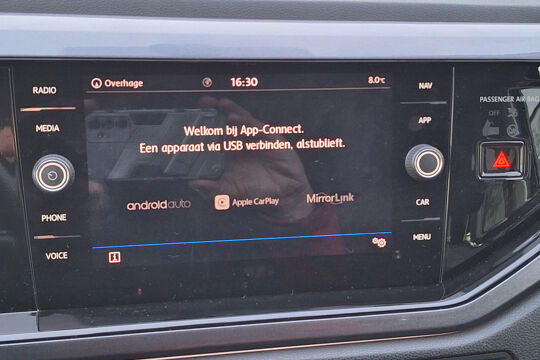 RADIO
MEDIA
PHONE
VOICE
Overhage 16:30 8.0°C
Welkom bij App-Connect.
Een apparaat via USB verbinden, alstublieft.
androidauto Apple CarPlay MirrorLink
NAV
APP
CAR
MENU
PASSENGER AIR BAG
OFF